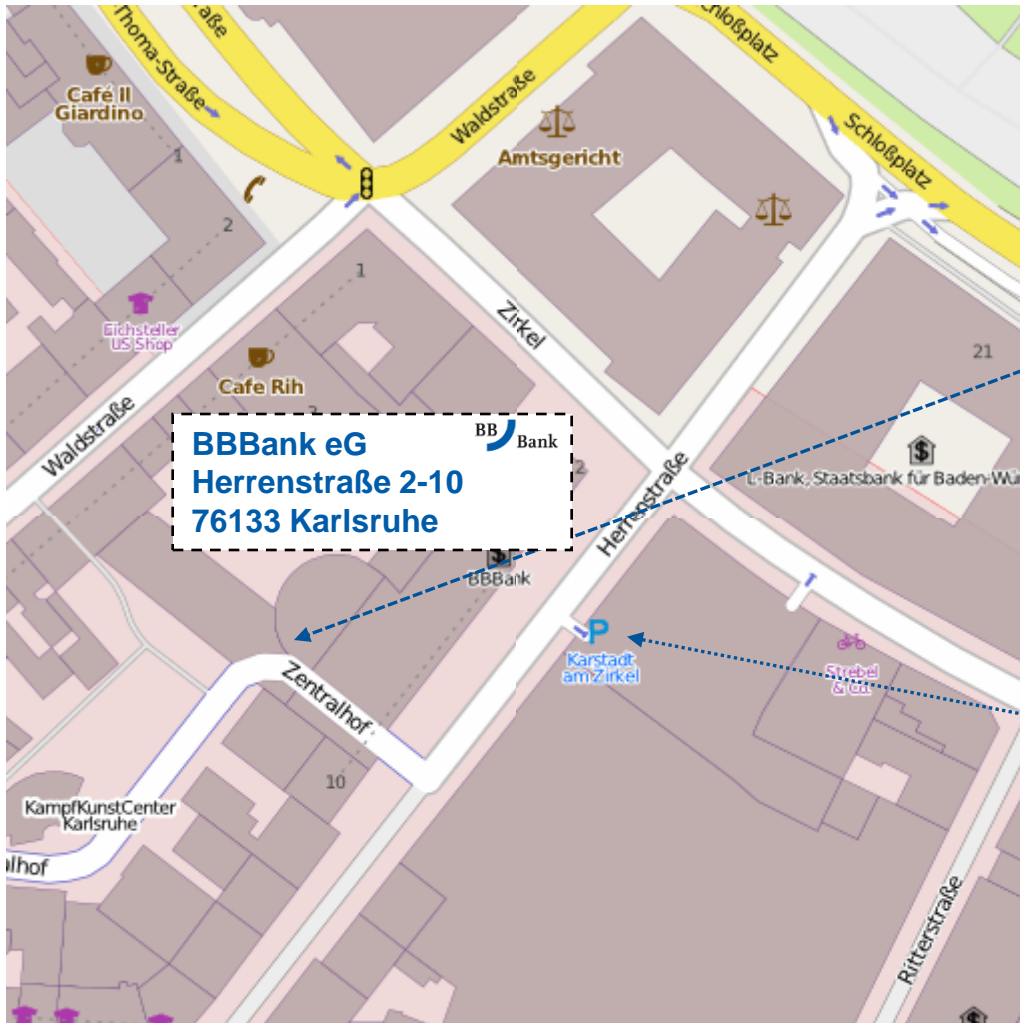 Schloßplatz
Thoma-Straße
raße
Café Il
Giardino
Waldstraße
Amtsgericht
Schloßplatz
1
2
1
Eichsteller
US Shop
Zirkel
21
Cafe Rih
Waldstraße
BBBank eG
Herrenstraße 2-10
76133 Karlsruhe
BB Bank
2
Herrenstraße
L-Bank, Staatsbank für Baden-Wür
BBBank
P
Karstadt
am Zirkel
Strebel
& Co.
Zentralhof
10
KampfKunstCenter
Karlsruhe
alhof
Ritterstraße